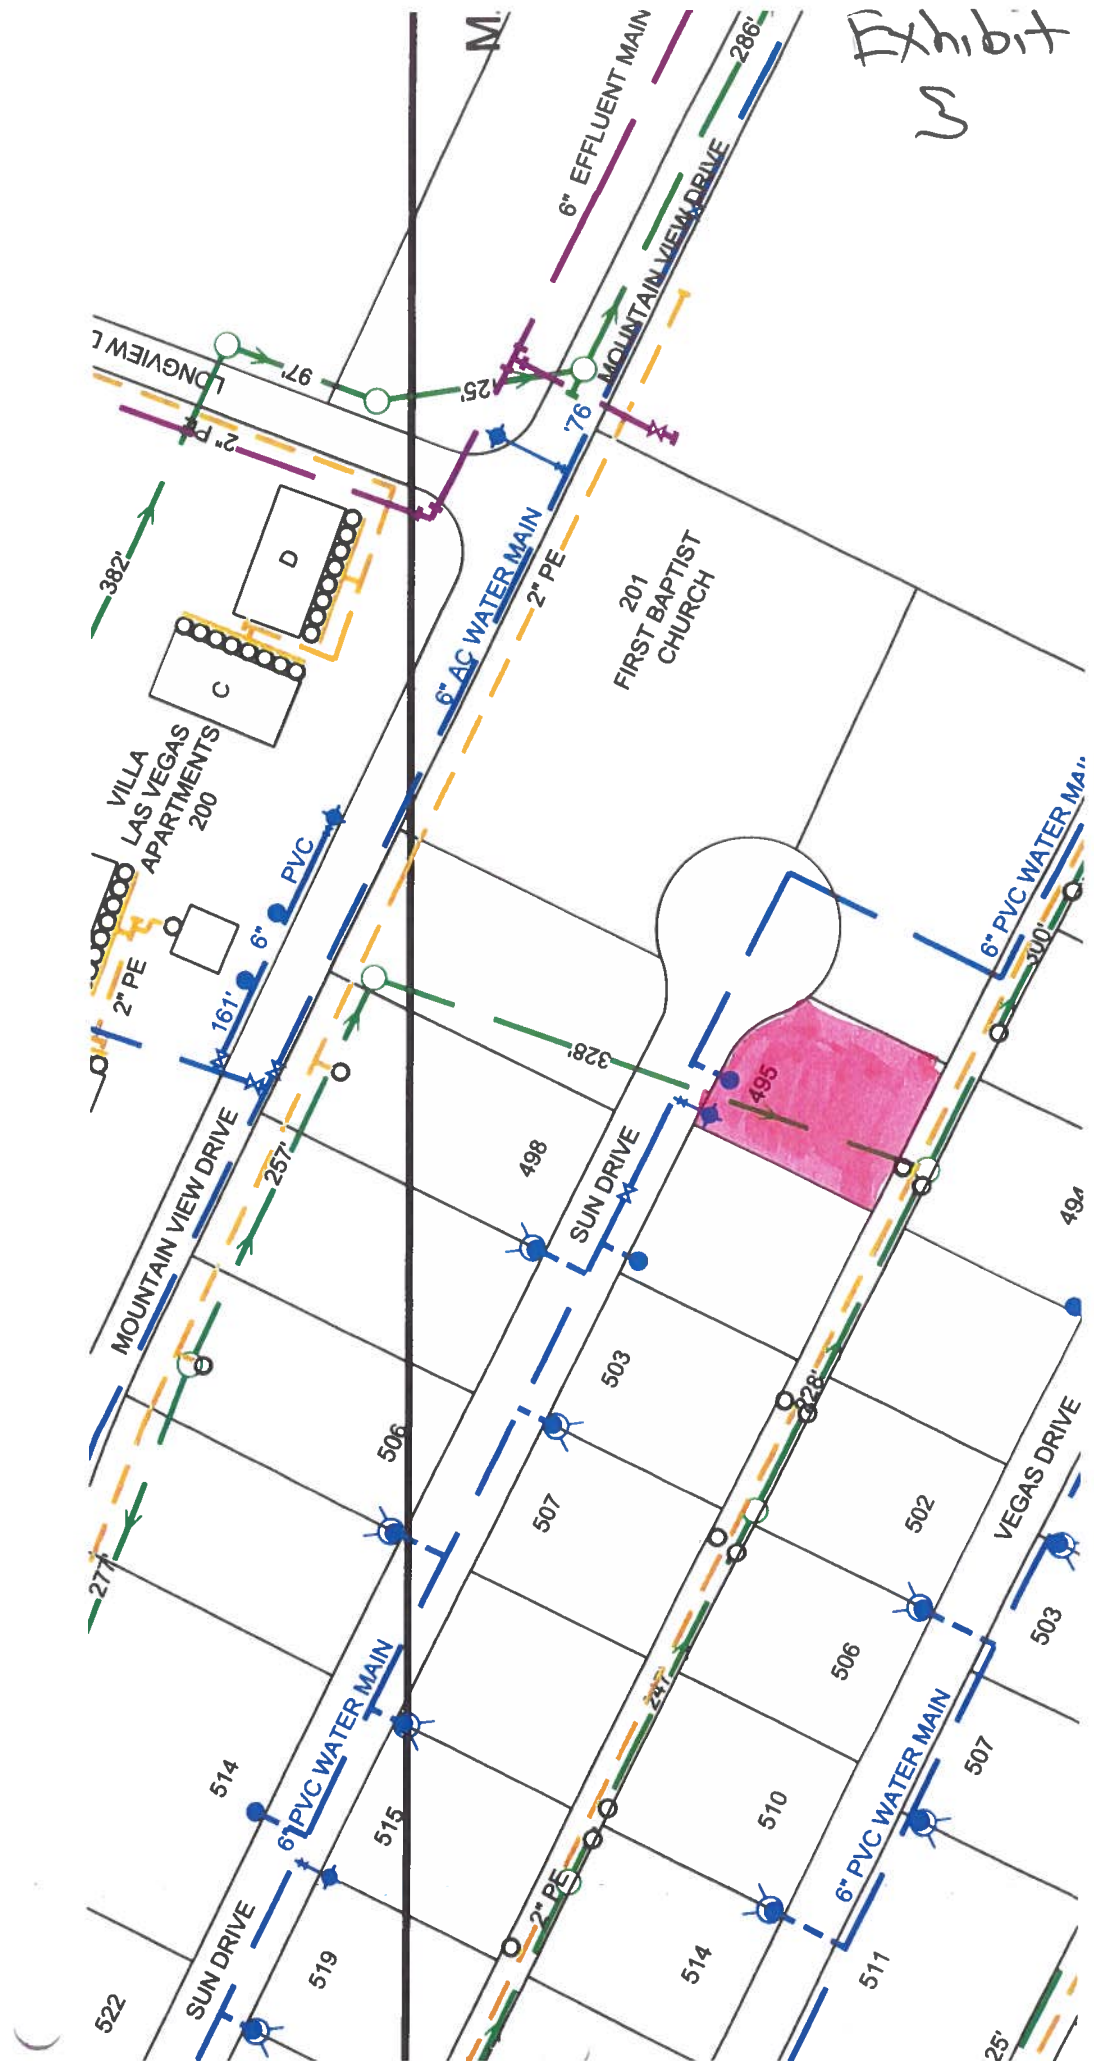 Exhibit
3
M
286'
6" EFFLUENT MAIN
MOUNTAIN VIEW DRIVE
LONGVIEW D
97'
25'
'76
2" PE
382'
D
C
6" AC WATER MAIN
2" PE
201
FIRST BAPTIST
CHURCH
VILLA
LAS VEGAS
APARTMENTS
200
PVC
6"
161'
2" PE
6" PVC WATER MAI
300'
328'
495
MOUNTAIN VIEW DRIVE
257'
498
SUN DRIVE
494
503
328'
506
507
502
VEGAS DRIVE
277'
503
506
247'
6" PVC WATER MAIN
514
6" PVC WATER MAIN
507
515
510
2" PE
SUN DRIVE
519
514
511
522
25'